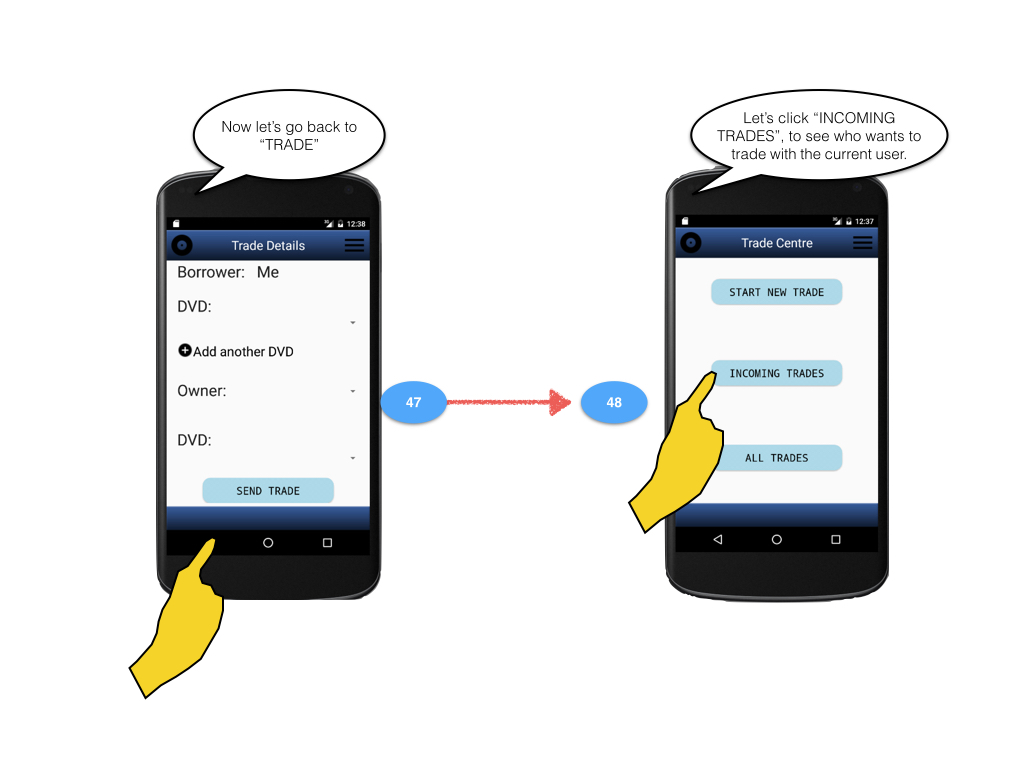 Now let's go back to
“TRADE”
12:38
Trade Details
Borrower: Me
DVD:
Add another DVD
Owner:
DVD:
SEND TRADE
47
48
Let's click “INCOMING
TRADES”, to see who wants to
trade with the current user.
12:37
Trade Centre
START NEW TRADE
INCOMING TRADES
ALL TRADES